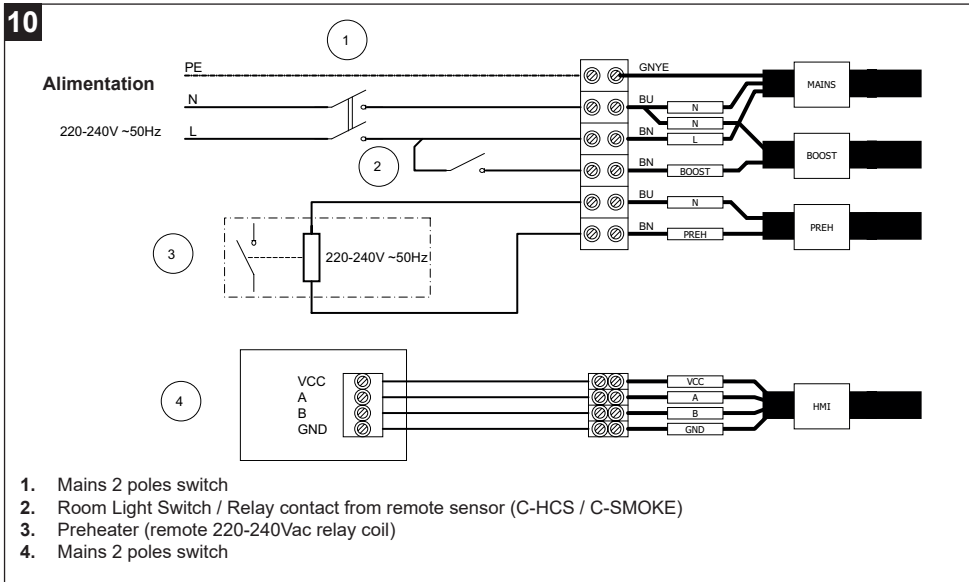 10
1
Alimentation
220-240V ~50Hz
PE
N
L
2
GNYE
BU
N
N
BN
L
BN
BOOST
BU
N
BN
PREH
MAINS
BOOST
PREH
3
220-240V ~50Hz
4
VCC
A
B
GND
VCC
A
B
GND
HMI
1. Mains 2 poles switch
2. Room Light Switch / Relay contact from remote sensor (C-HCS / C-SMOKE)
3. Preheater (remote 220-240Vac relay coil)
4. Mains 2 poles switch